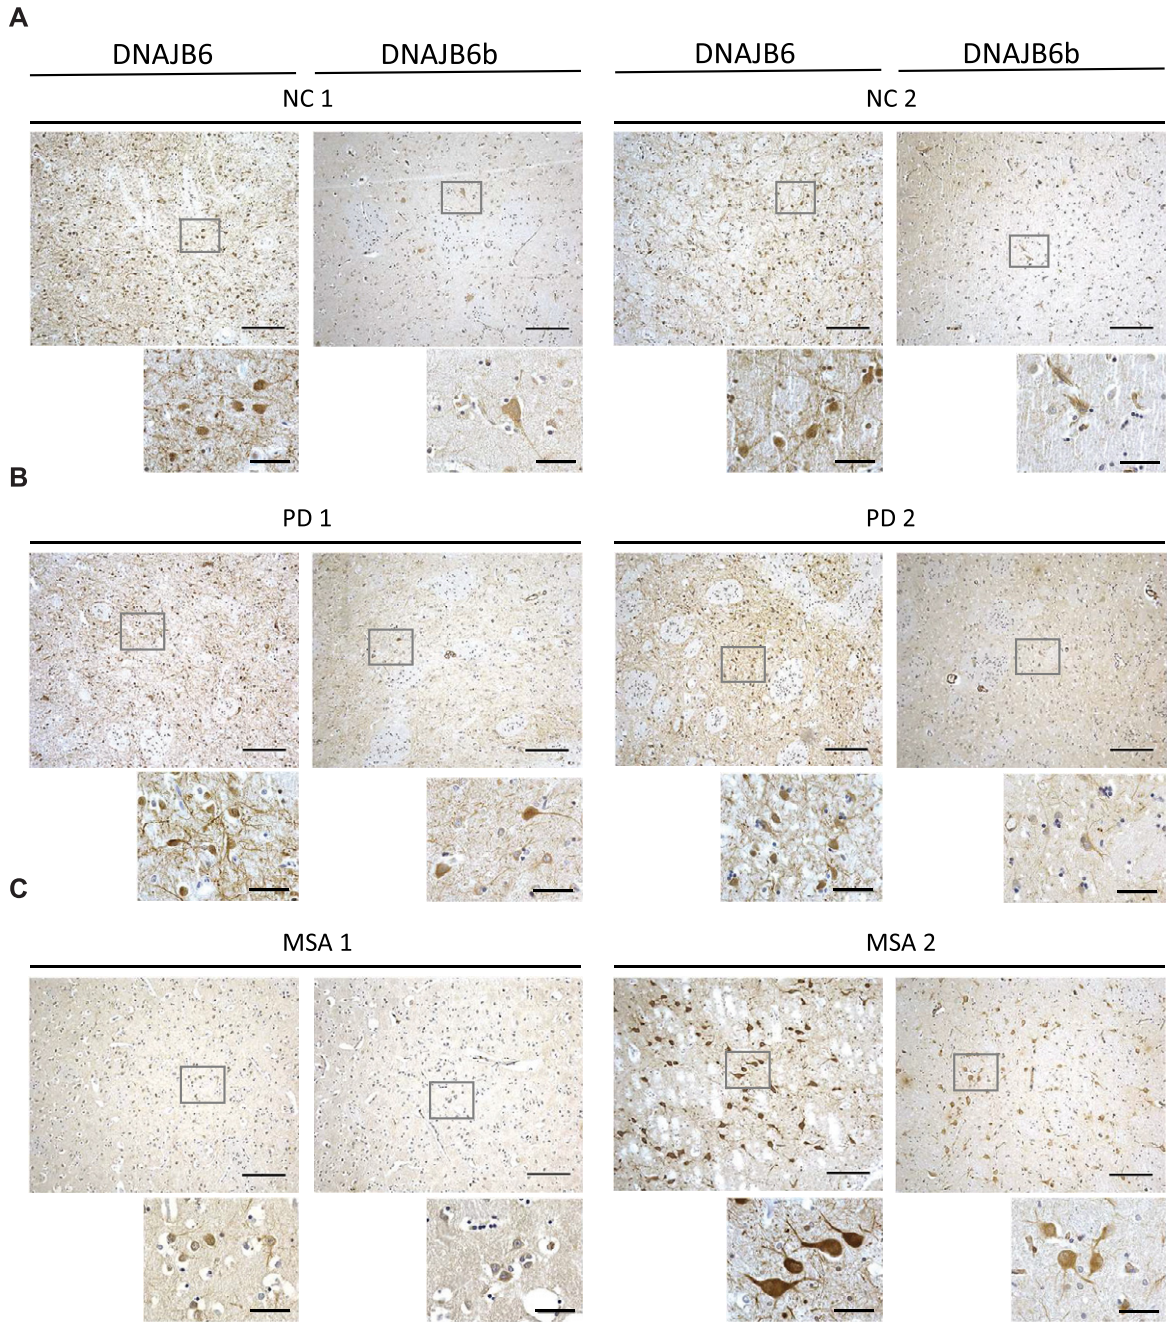 A
DNAJB6 DNAJB6b DNAJB6 DNAJB6b
NC 1 NC 2
B
PD 1 PD 2
C
MSA 1 MSA 2